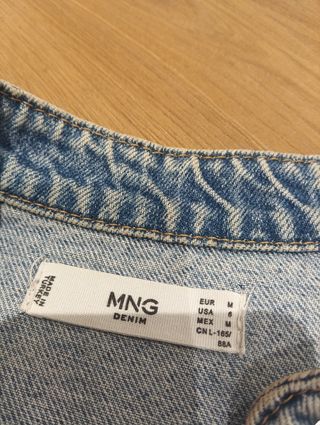 MADE IN
TURKEY
MNG
DENIM
EUR M
USA 6
MEX M
CN L-165/
88A